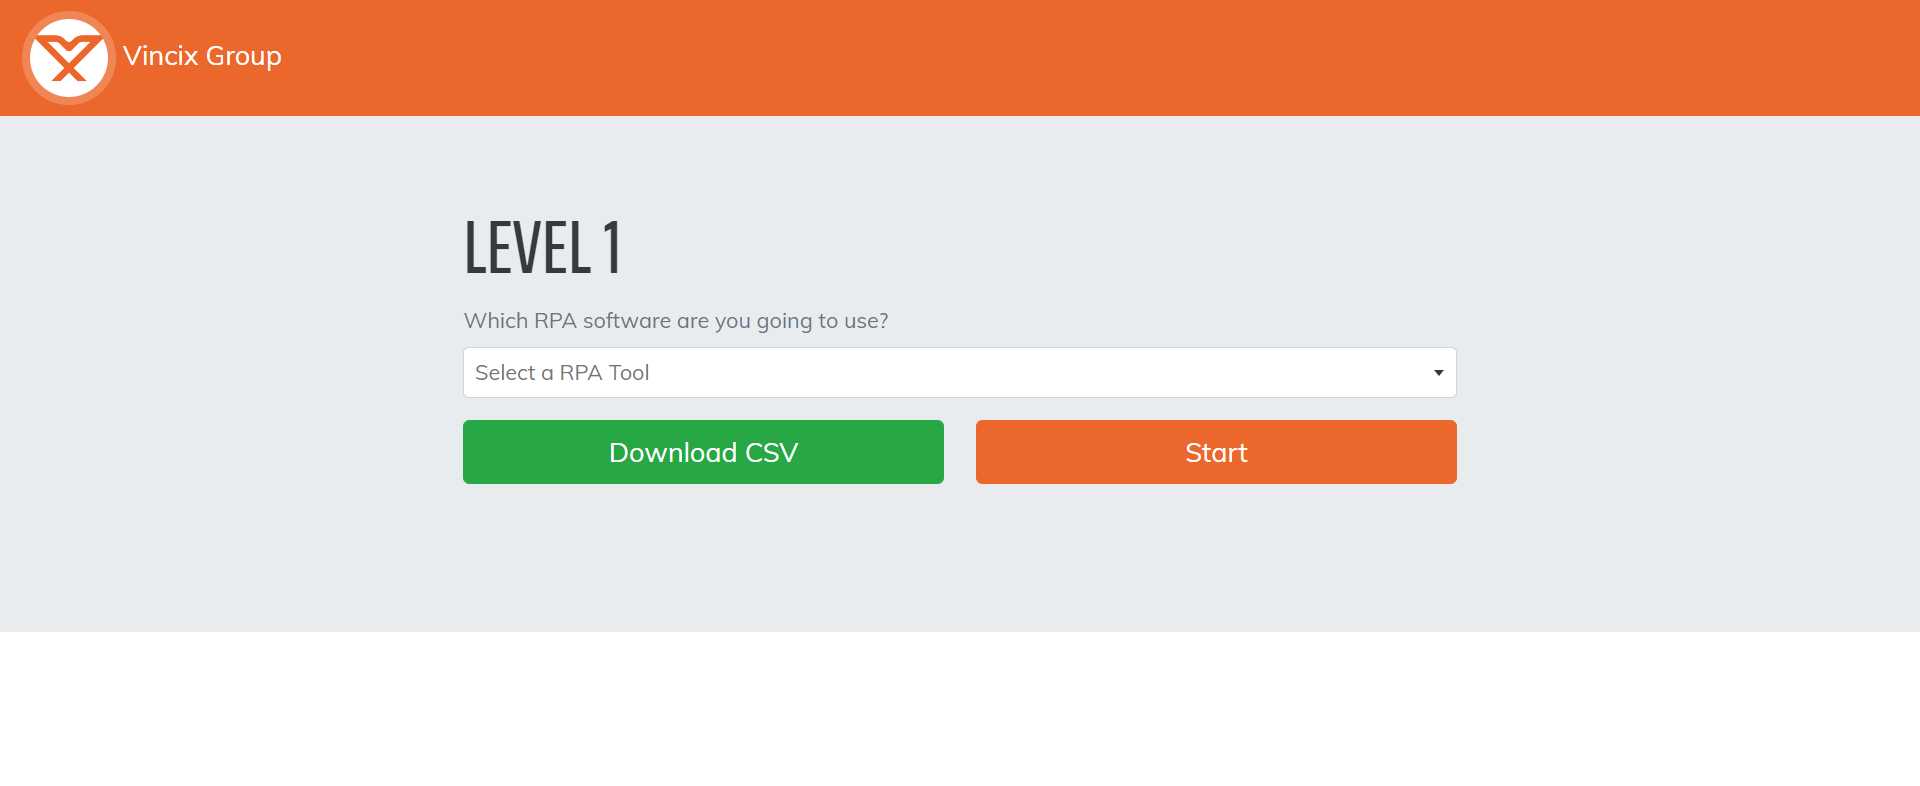 Vincix Group
LEVEL 1
Which RPA software are you going to use?
Select a RPA Tool
Download CSV
Start